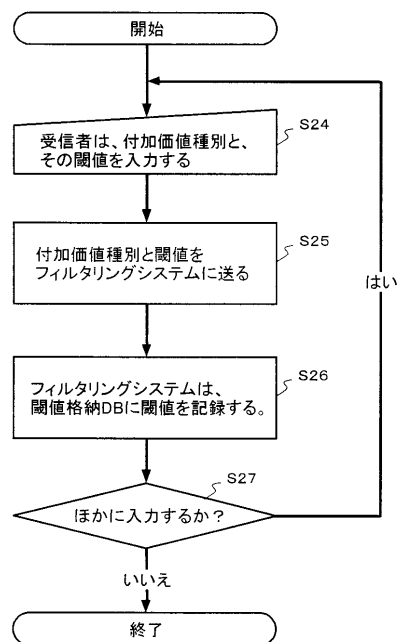 開始
受信者は、付加価値種別と、
その閾値を入力する
S24
付加価値種別と閾値を
フィルタリングシステムに送る
S25
はい
フィルタリングシステムは、
閾値格納DBに閾値を記録する。
S26
S27
ほかに入力するか？
いいえ
終了